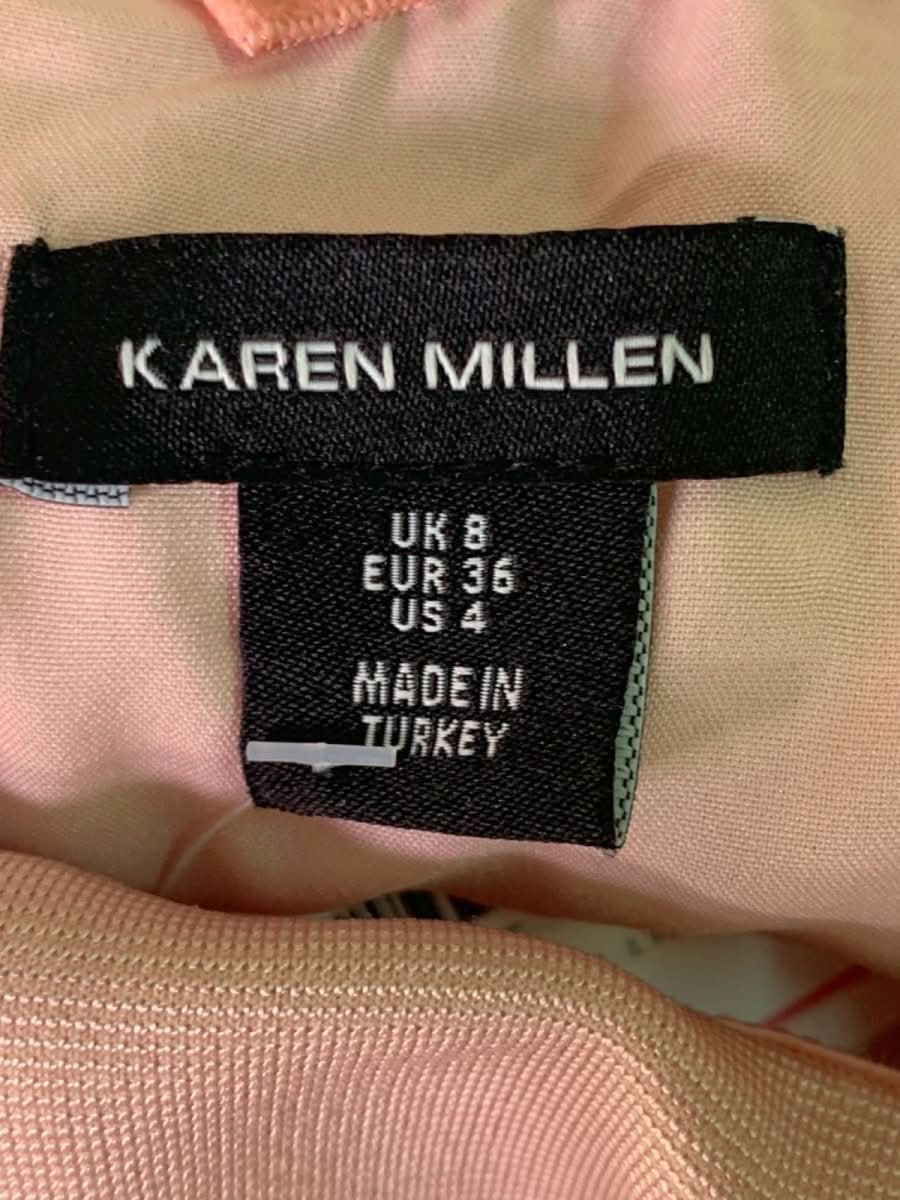 KAREN MILLEN
UK 8
EUR 36
US 4
MADE IN
TURKEY